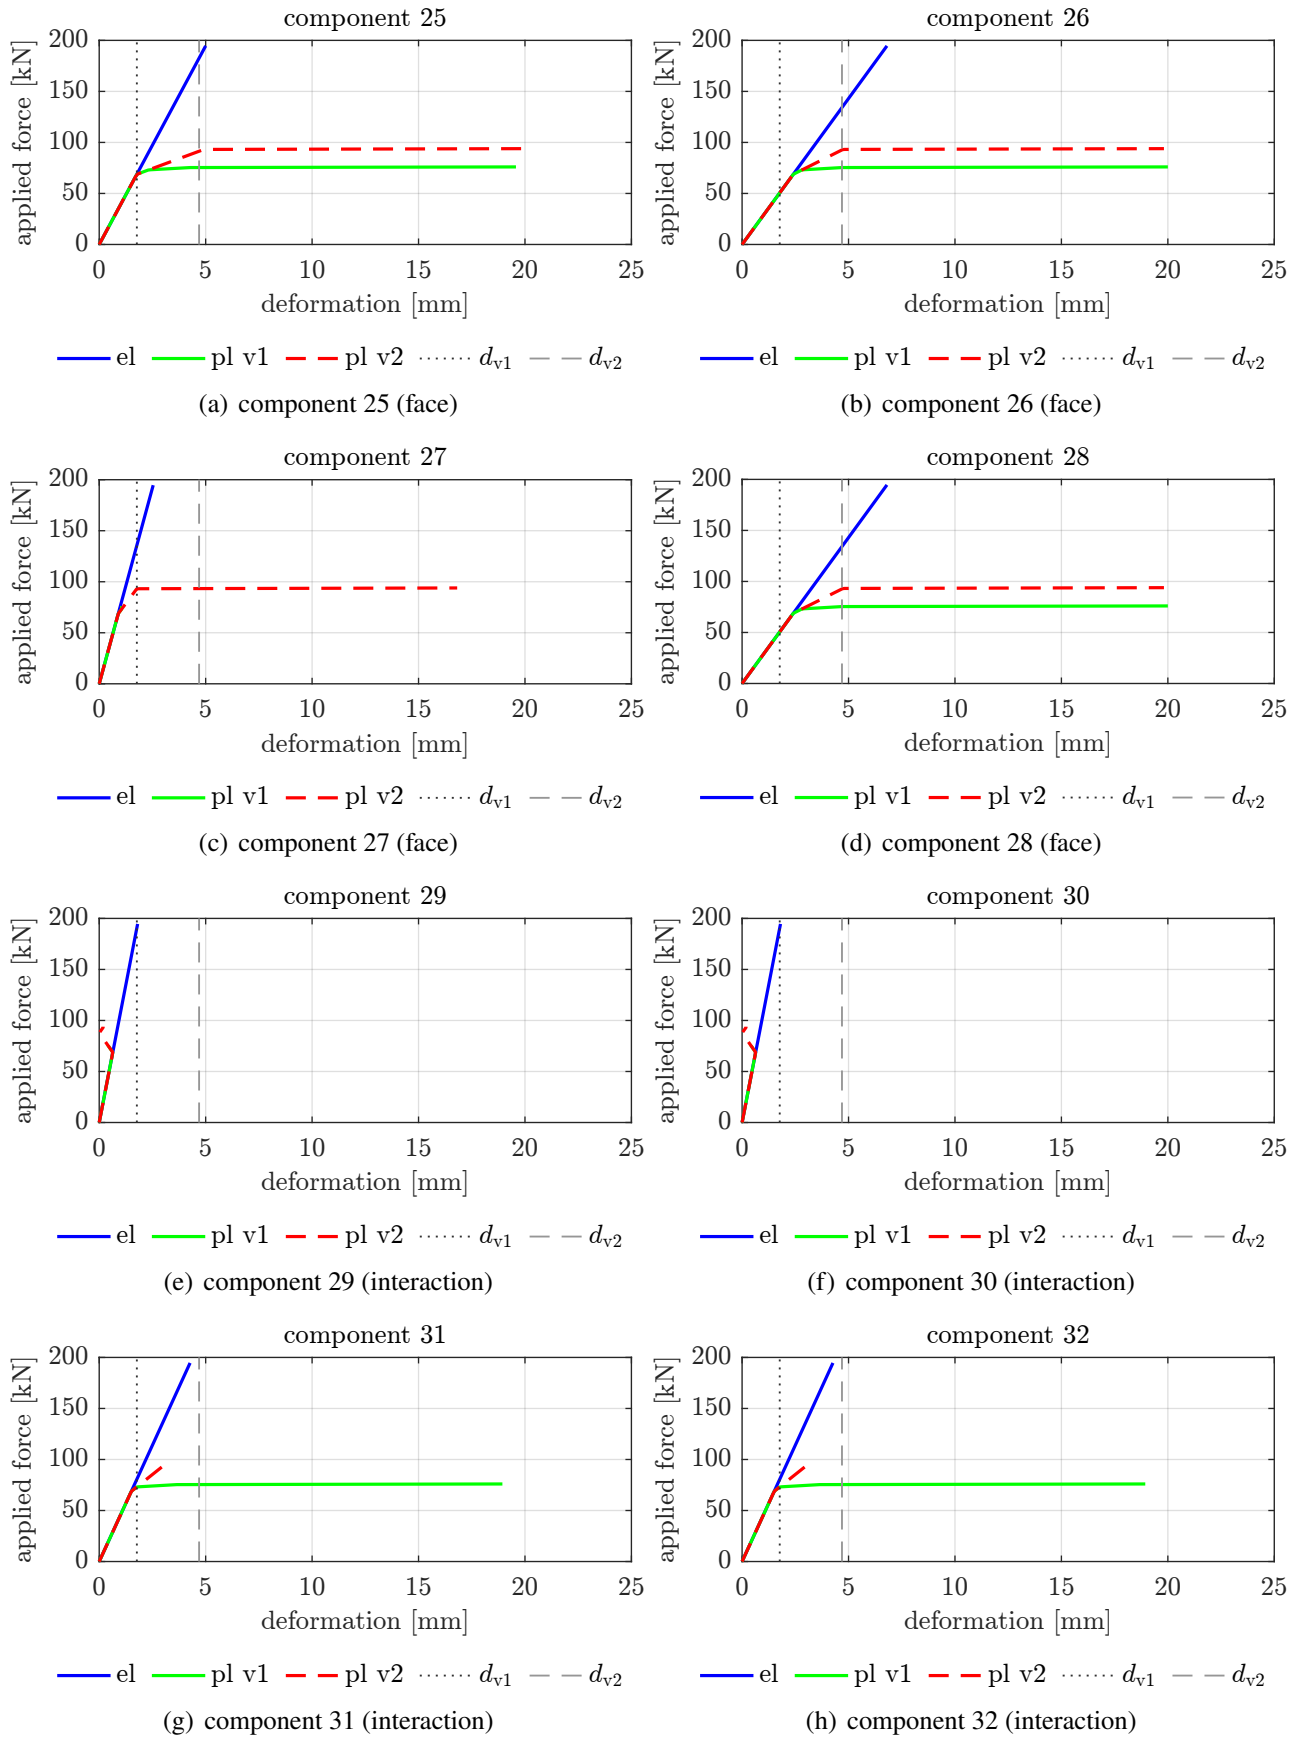 component 25
applied force [kN]
200
150
100
50
0
0 5 10 15 20 25
deformation [mm]
el pl v1 pl v2 dv1 dv2
(a) component 25 (face)
component 26
applied force [kN]
200
150
100
50
0
0 5 10 15 20 25
deformation [mm]
el pl v1 pl v2 dv1 dv2
(b) component 26 (face)
component 27
applied force [kN]
200
150
100
50
0
0 5 10 15 20 25
deformation [mm]
el pl v1 pl v2 dv1 dv2
(c) component 27 (face)
component 28
applied force [kN]
200
150
100
50
0
0 5 10 15 20 25
deformation [mm]
el pl v1 pl v2 dv1 dv2
(d) component 28 (face)
component 29
applied force [kN]
200
150
100
50
0
0 5 10 15 20 25
deformation [mm]
el pl v1 pl v2 dv1 dv2
(e) component 29 (interaction)
component 30
applied force [kN]
200
150
100
50
0
0 5 10 15 20 25
deformation [mm]
el pl v1 pl v2 dv1 dv2
(f) component 30 (interaction)
component 31
applied force [kN]
200
150
100
50
0
0 5 10 15 20 25
deformation [mm]
el pl v1 pl v2 dv1 dv2
(g) component 31 (interaction)
component 32
applied force [kN]
200
150
100
50
0
0 5 10 15 20 25
deformation [mm]
el pl v1 pl v2 dv1 dv2
(h) component 32 (interaction)